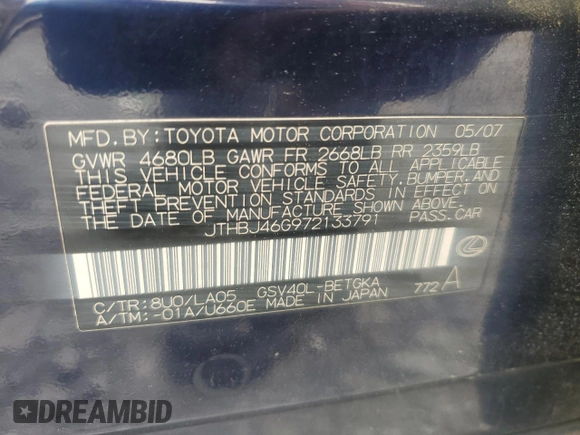 MFD. BY: TOYOTA MOTOR CORPORATION 05/07
GVWR 4680LB GAWR FR 2668LB RR 2359LB
THIS VEHICLE CONFORMS TO ALL APPLICABLE
FEDERAL MOTOR VEHICLE SAFETY, BUMPER, AND
THEFT PREVENTION STANDARDS IN EFFECT ON
THE DATE OF MANUFACTURE SHOWN ABOVE.
JTHBJ46G972133791 PASS. CAR
C/TR: 8U0/LA05 GSV40L-BETGKA
A/TM: -01A/U660E MADE IN JAPAN 772 A
DREAMBID